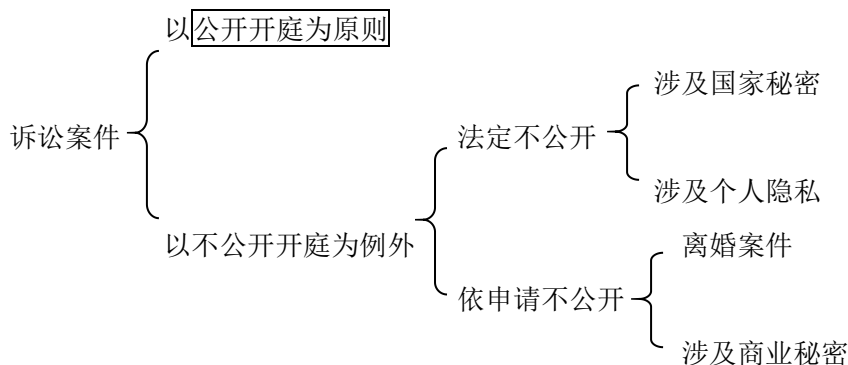 以公开开庭为原则
涉及国家秘密
诉讼案件
法定不公开
涉及个人隐私
以不公开开庭为例外
离婚案件
依申请不公开
涉及商业秘密